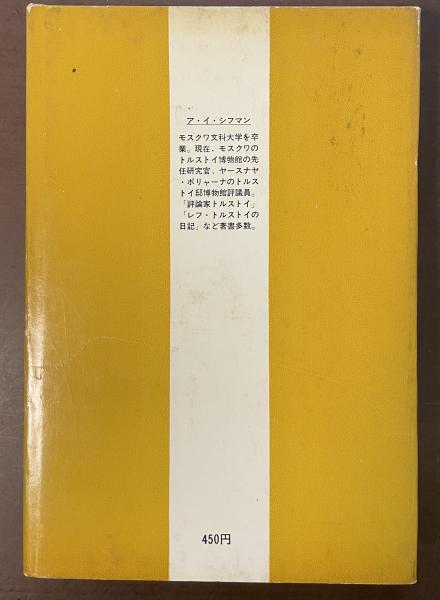 ア・イ・シフマン
モスクワ文科大学を卒
業。現在、モスクワの
トルストイ博物館の先
任研究官、ヤースナヤ
・ポリャーナのトルス
トイ邸博物館評議員。
「評論家トルストイ」
「レフ・トルストイの
日記」など著書多数。
450円